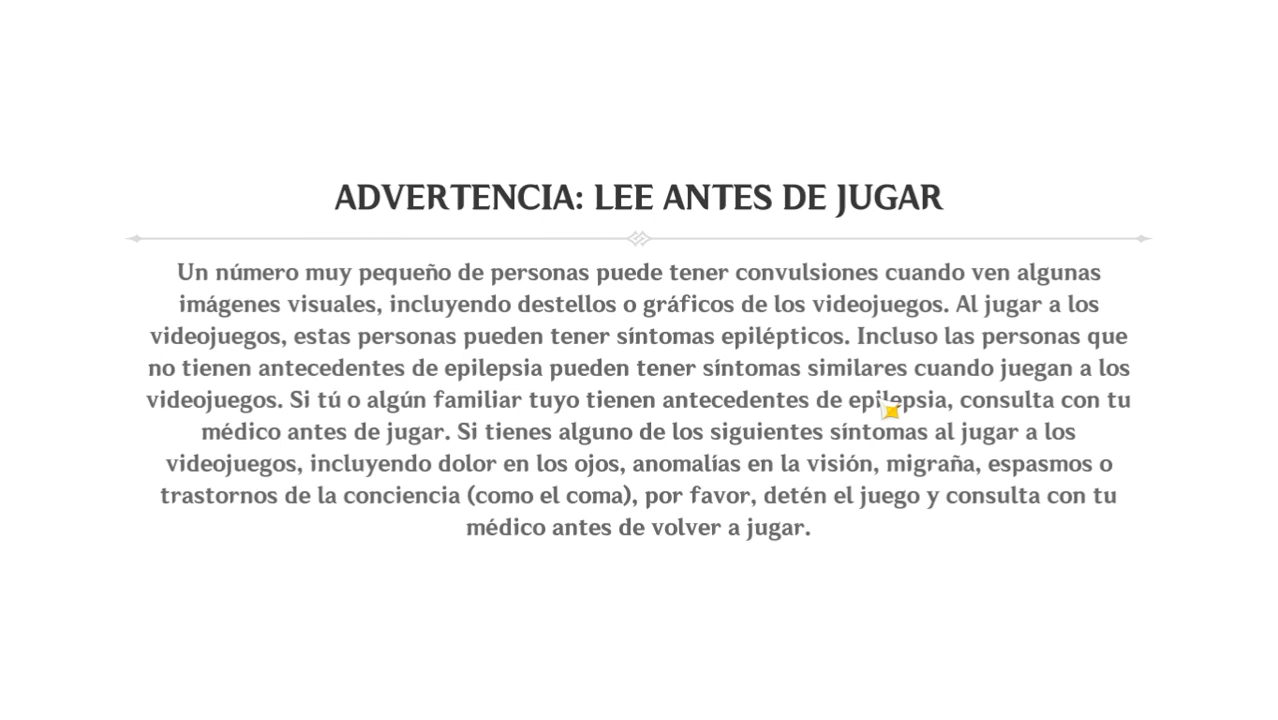 ADVERTENCIA: LEE ANTES DE JUGAR
Un número muy pequeño de personas puede tener convulsiones cuando ven algunas
imágenes visuales, incluyendo destellos o gráficos de los videojuegos. Al jugar a los
videojuegos, estas personas pueden tener síntomas epilépticos. Incluso las personas que
no tienen antecedentes de epilepsia pueden tener síntomas similares cuando juegan a los
videojuegos. Si tú o algún familiar tuyo tienen antecedentes de epilepsia, consulta con tu
médico antes de jugar. Si tienes alguno de los siguientes síntomas al jugar a los
videojuegos, incluyendo dolor en los ojos, anomalías en la visión, migraña, espasmos o
trastornos de la conciencia (como el coma), por favor, detén el juego y consulta con tu
médico antes de volver a jugar.